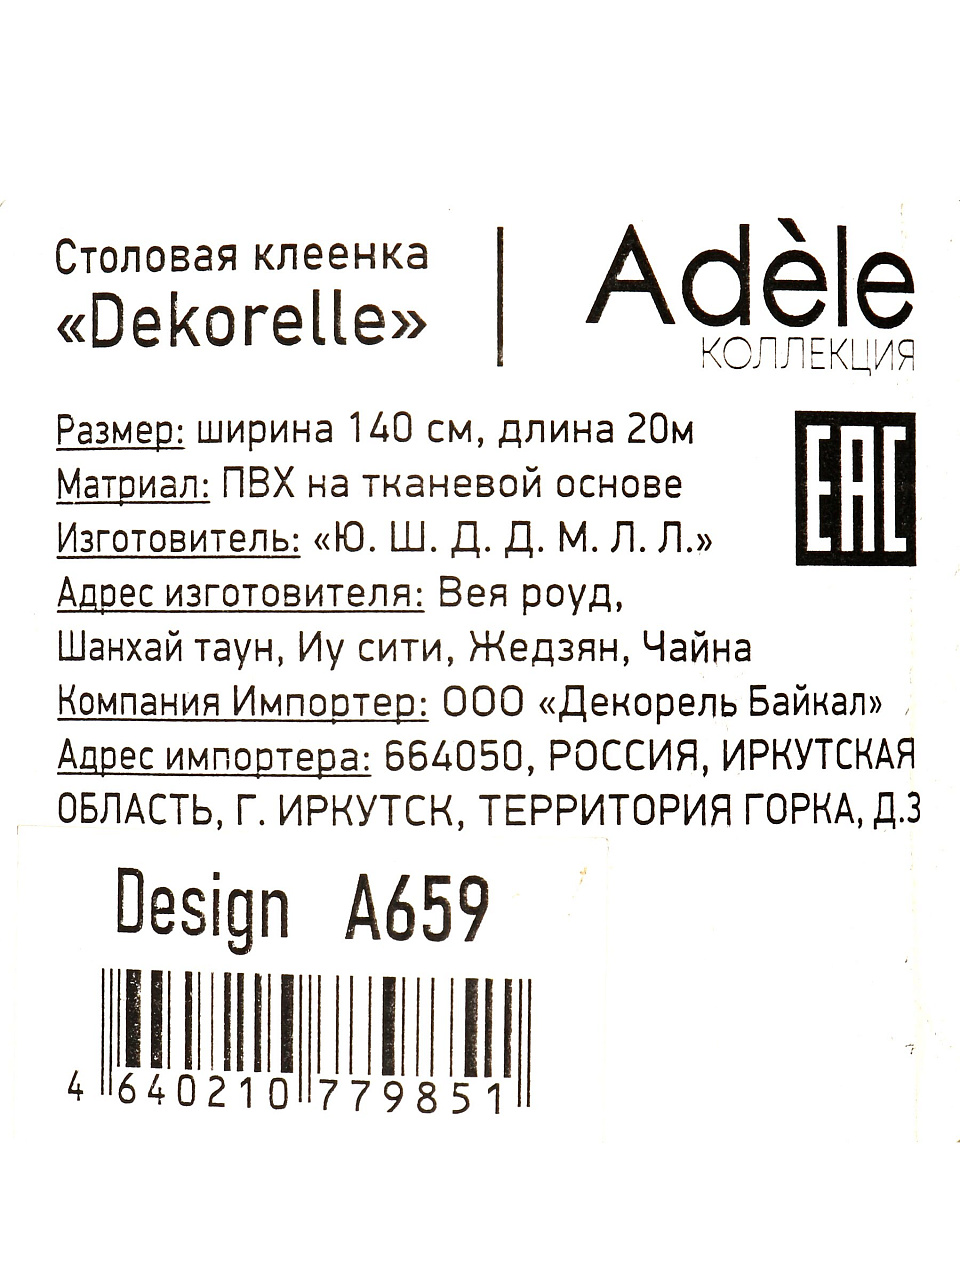 Столовая клеенка
«Dekorelle»
Adèle
КОЛЛЕКЦИЯ
Размер: ширина 140 см, длина 20м
Матриал: ПВХ на тканевой основе
Изготовитель: «Ю. Ш. Д. Д. М. Л. Л.»
Адрес изготовителя: Вея роуд,
Шанхай таун, Иу сити, Жедзян, Чайна
Компания Импортер: ООО «Декорель Байкал»
Адрес импортера: 664050, РОССИЯ, ИРКУТСКАЯ
ОБЛАСТЬ, Г. ИРКУТСК, ТЕРРИТОРИЯ ГОРКА, Д.3
EAC
Design A659
4 640210 779851